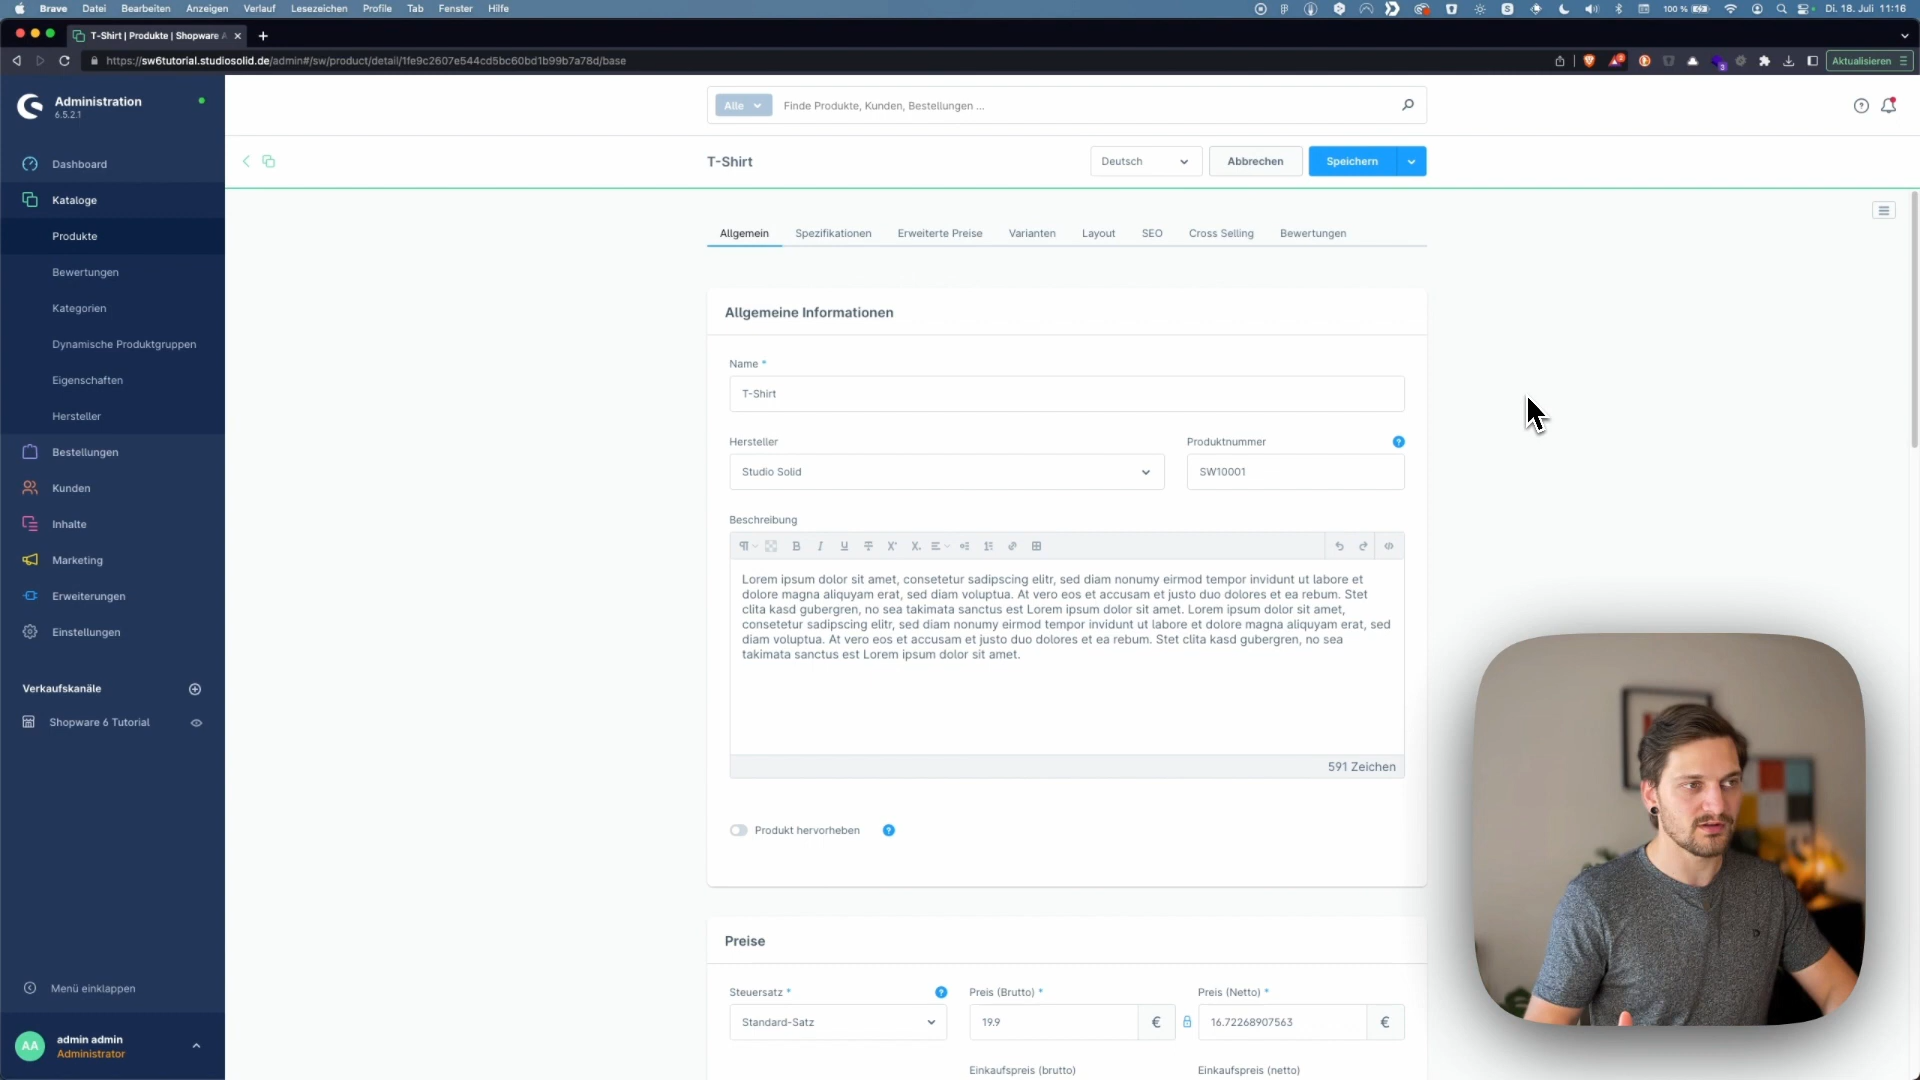 Brave Datei Bearbeiten Anzeigen Verlauf Lesezeichen Profile Tab Fenster Hilfe
100 % Di. 18. Juli 11:16
T-Shirt | Produkte | Shopware A
https://sw6tutorial.studiosolid.de/admin#/sw/product/detail/1fe9c2607e544cd5bc60bd1b99b7a78d/base
Aktualisieren
Administration
6.5.2.1
Alle
Finde Produkte, Kunden, Bestellungen ...
Dashboard
Kataloge
Produkte
Bewertungen
Kategorien
Dynamische Produktgruppen
Eigenschaften
Hersteller
Bestellungen
Kunden
Inhalte
Marketing
Erweiterungen
Einstellungen
Verkaufskanäle
Shopware 6 Tutorial
Menü einklappen
AA
admin admin
Administrator
T-Shirt
Deutsch
Abbrechen
Speichern
Allgemein Spezifikationen Erweiterte Preise Varianten Layout SEO Cross Selling Bewertungen
Allgemeine Informationen
Name *
T-Shirt
Hersteller
Studio Solid
Produktnummer
SW10001
Beschreibung
Lorem ipsum dolor sit amet, consetetur sadipscing elitr, sed diam nonumy eirmod tempor invidunt ut labore et
dolore magna aliquyam erat, sed diam voluptua. At vero eos et accusam et justo duo dolores et ea rebum. Stet
clita kasd gubergren, no sea takimata sanctus est Lorem ipsum dolor sit amet. Lorem ipsum dolor sit amet,
consetetur sadipscing elitr, sed diam nonumy eirmod tempor invidunt ut labore et dolore magna aliquyam erat, sed
diam voluptua. At vero eos et accusam et justo duo dolores et ea rebum. Stet clita kasd gubergren, no sea
takimata sanctus est Lorem ipsum dolor sit amet.
591 Zeichen
Produkt hervorheben
Preise
Steuersatz *
Standard-Satz
Preis (Brutto) *
19.9 €
Preis (Netto) *
16.72268907563 €
Einkaufspreis (brutto)
Einkaufspreis (netto)